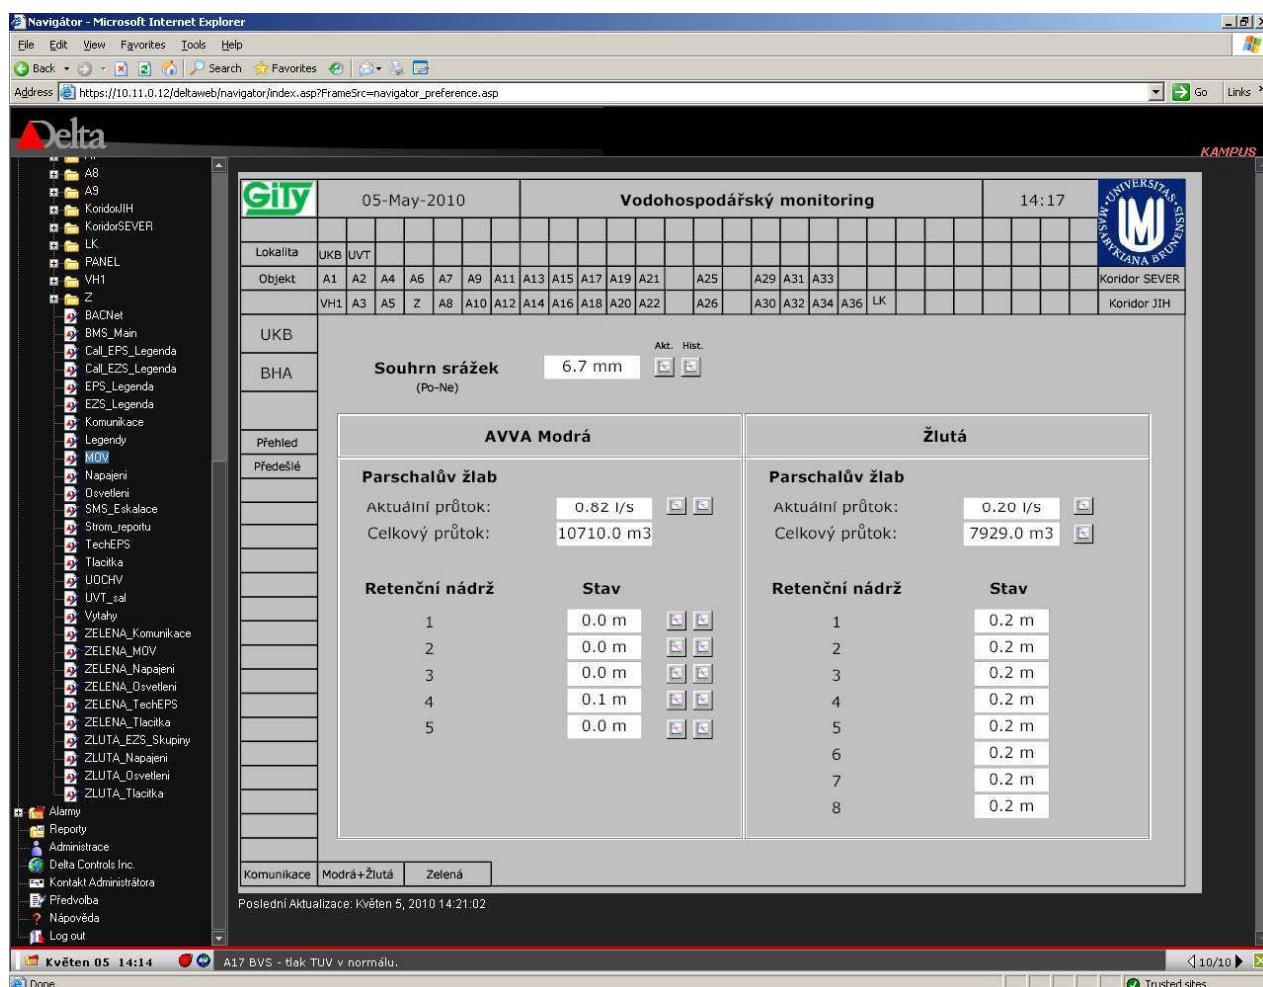 Navigátor - Microsoft Internet Explorer
File Edit View Favorites Tools Help
Back Search Favorites
Address https://10.11.0.12/deltaweb/navigator/index.asp?FrameSrc=navigator_preference.asp Go Links
Delta
KAMPUS
A8
A9
KoridorJIH
KoridorSEVER
LK
PANEL
VH1
Z
BACNet
BMS_Main
Call_EPS_Legenda
Call_EZS_Legenda
EPS_Legenda
EZS_Legenda
Komunikace
Legendy
MOV
Napajeni
Osvetleni
SMS_Eskalace
Strom_reportu
TechEPS
Tlacitka
UOCHV
UVT_sal
Vytahy
ZELENA_Komunikace
ZELENA_MOV
ZELENA_Napajeni
ZELENA_Osvetleni
ZELENA_TechEPS
ZELENA_Tlacitka
ZLUTA_EZS_Skupiny
ZLUTA_Napajeni
ZLUTA_Osvetleni
ZLUTA_Tlacitka
Alarmy
Reporty
Administrace
Delta Controls Inc.
Kontakt Administrátora
Předvolba
Nápověda
Log out
GiTy 05-May-2010 Vodohospodářský monitoring 14:17
UNIVERSITAS MASARYKIANA BRUNENSIS
Lokalita UKB UVT
Objekt A1 A2 A4 A6 A7 A9 A11 A13 A15 A17 A19 A21 A25 A29 A31 A33 Koridor SEVER
VH1 A3 A5 Z A8 A10 A12 A14 A16 A18 A20 A22 A26 A30 A32 A34 A36 LK Koridor JIH
UKB
BHA
Přehled
Předešlé
Akt. Hist.
Souhrn srážek 6.7 mm
(Po-Ne)
AVVA Modrá
Parschalův žlab
Aktuální průtok: 0.82 l/s
Celkový průtok: 10710.0 m3
Retenční nádrž Stav
1 0.0 m
2 0.0 m
3 0.0 m
4 0.1 m
5 0.0 m
Žlutá
Parschalův žlab
Aktuální průtok: 0.20 l/s
Celkový průtok: 7929.0 m3
Retenční nádrž Stav
1 0.2 m
2 0.2 m
3 0.2 m
4 0.2 m
5 0.2 m
6 0.2 m
7 0.2 m
8 0.2 m
Komunikace Modrá+Žlutá Zelená
Poslední Aktualizace: Květen 5, 2010 14:21:02
Květen 05 14:14 A17 BVS - tlak TUV v normálu. 10/10
Done Trusted sites